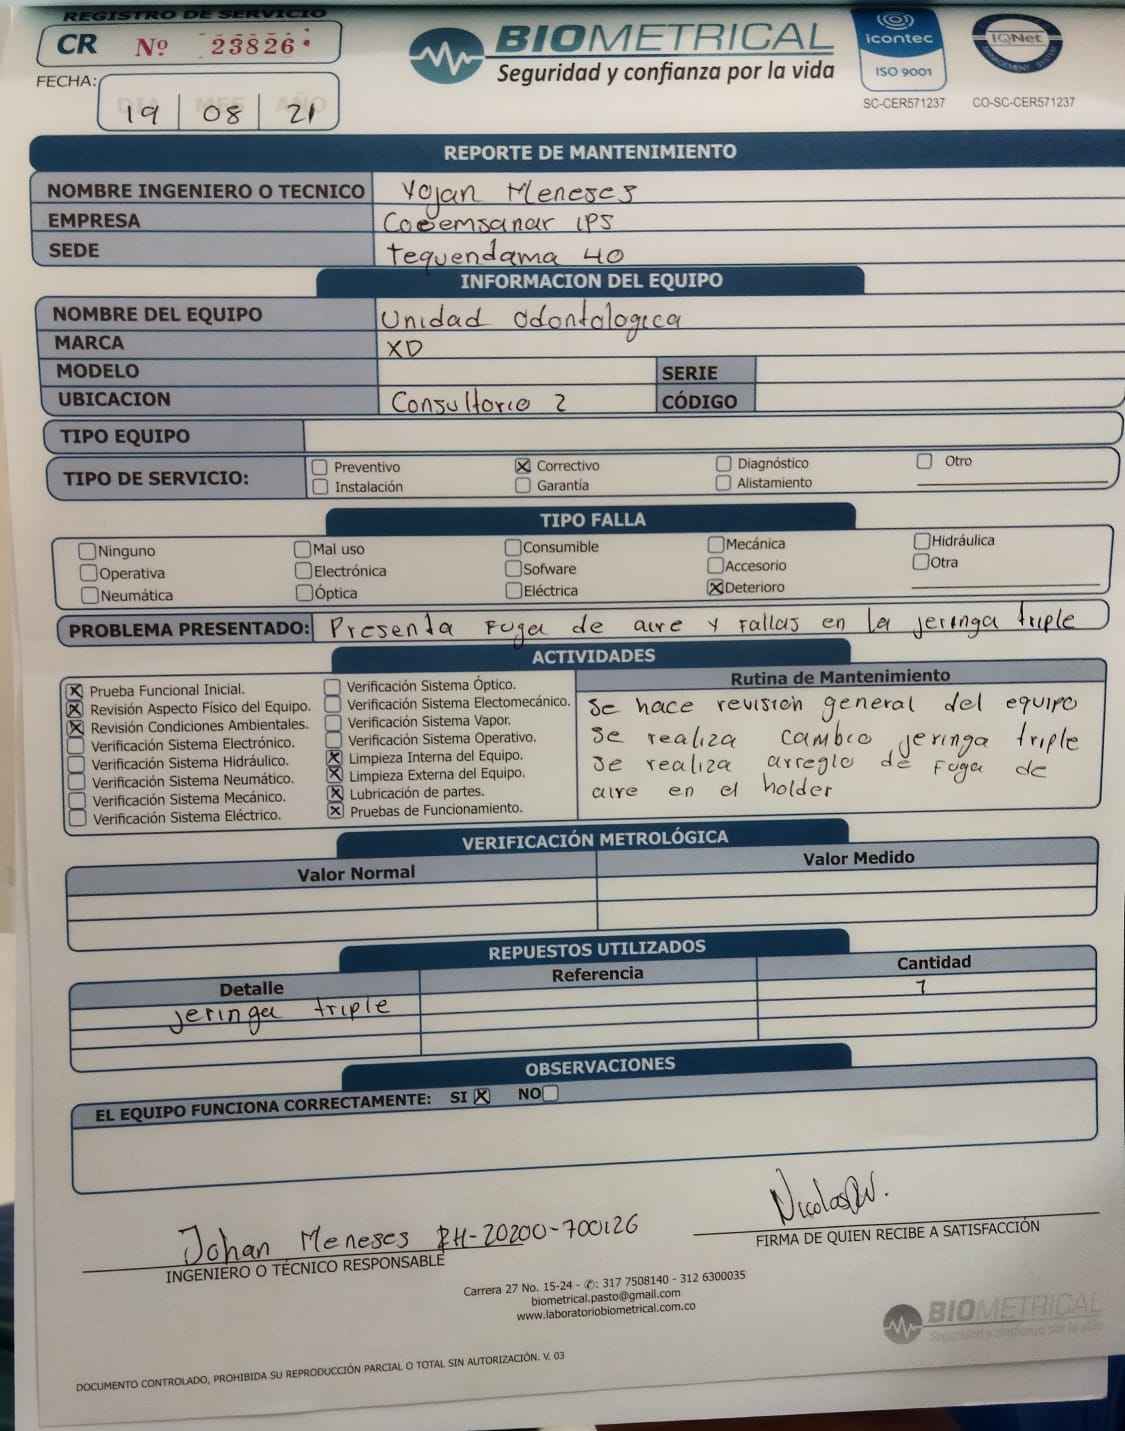 REGISTRO DE SERVICIO
CR Nº 23826
FECHA:
DIA MES AÑO
19 08 21
BIOMETRICAL
Seguridad y confianza por la vida
icontec
ISO 9001
SC-CER571237
IQNet
MANAGEMENT SYSTEM
CO-SC-CER571237
REPORTE DE MANTENIMIENTO
NOMBRE INGENIERO O TECNICO Yojan Meneses
EMPRESA Coeemsanar IPS
SEDE tequendama 40
INFORMACION DEL EQUIPO
NOMBRE DEL EQUIPO Unidad odontologica
MARCA XD
MODELO SERIE
UBICACION Consultorio 2 CÓDIGO
TIPO EQUIPO
TIPO DE SERVICIO:
Preventivo X Correctivo Diagnóstico Otro
Instalación Garantía Alistamiento
TIPO FALLA
Ninguno Mal uso Consumible Mecánica Hidráulica
Operativa Electrónica Sofware Accesorio Otra
Neumática Óptica Eléctrica X Deterioro
PROBLEMA PRESENTADO: Presenta Fuga de aire y Fallas en la jeringa triple
ACTIVIDADES
X Prueba Funcional Inicial.
X Revisión Aspecto Físico del Equipo.
X Revisión Condiciones Ambientales.
Verificación Sistema Electrónico.
Verificación Sistema Hidráulico.
Verificación Sistema Neumático.
Verificación Sistema Mecánico.
Verificación Sistema Eléctrico.
Verificación Sistema Óptico.
Verificación Sistema Electomecánico.
Verificación Sistema Vapor.
Verificación Sistema Operativo.
X Limpieza Interna del Equipo.
X Limpieza Externa del Equipo.
X Lubricación de partes.
X Pruebas de Funcionamiento.
Rutina de Mantenimiento
Se hace revision general del equipo
Se realiza cambio jeringa triple
Se realiza arreglo de Fuga de
aire en el holder
VERIFICACIÓN METROLÓGICA
Valor Normal Valor Medido
REPUESTOS UTILIZADOS
Detalle Referencia Cantidad
jeringa triple 1
OBSERVACIONES
EL EQUIPO FUNCIONA CORRECTAMENTE: SI X NO
Johan Meneses RH-20200-700126
INGENIERO O TÉCNICO RESPONSABLE
FIRMA DE QUIEN RECIBE A SATISFACCIÓN
Carrera 27 No. 15-24 - ✆: 317 7508140 - 312 6300035
biometrical.pasto@gmail.com
www.laboratoriobiometrical.com.co
BIOMETRICAL
Seguridad y confianza por la vida
DOCUMENTO CONTROLADO, PROHIBIDA SU REPRODUCCIÓN PARCIAL O TOTAL SIN AUTORIZACIÓN. V. 03